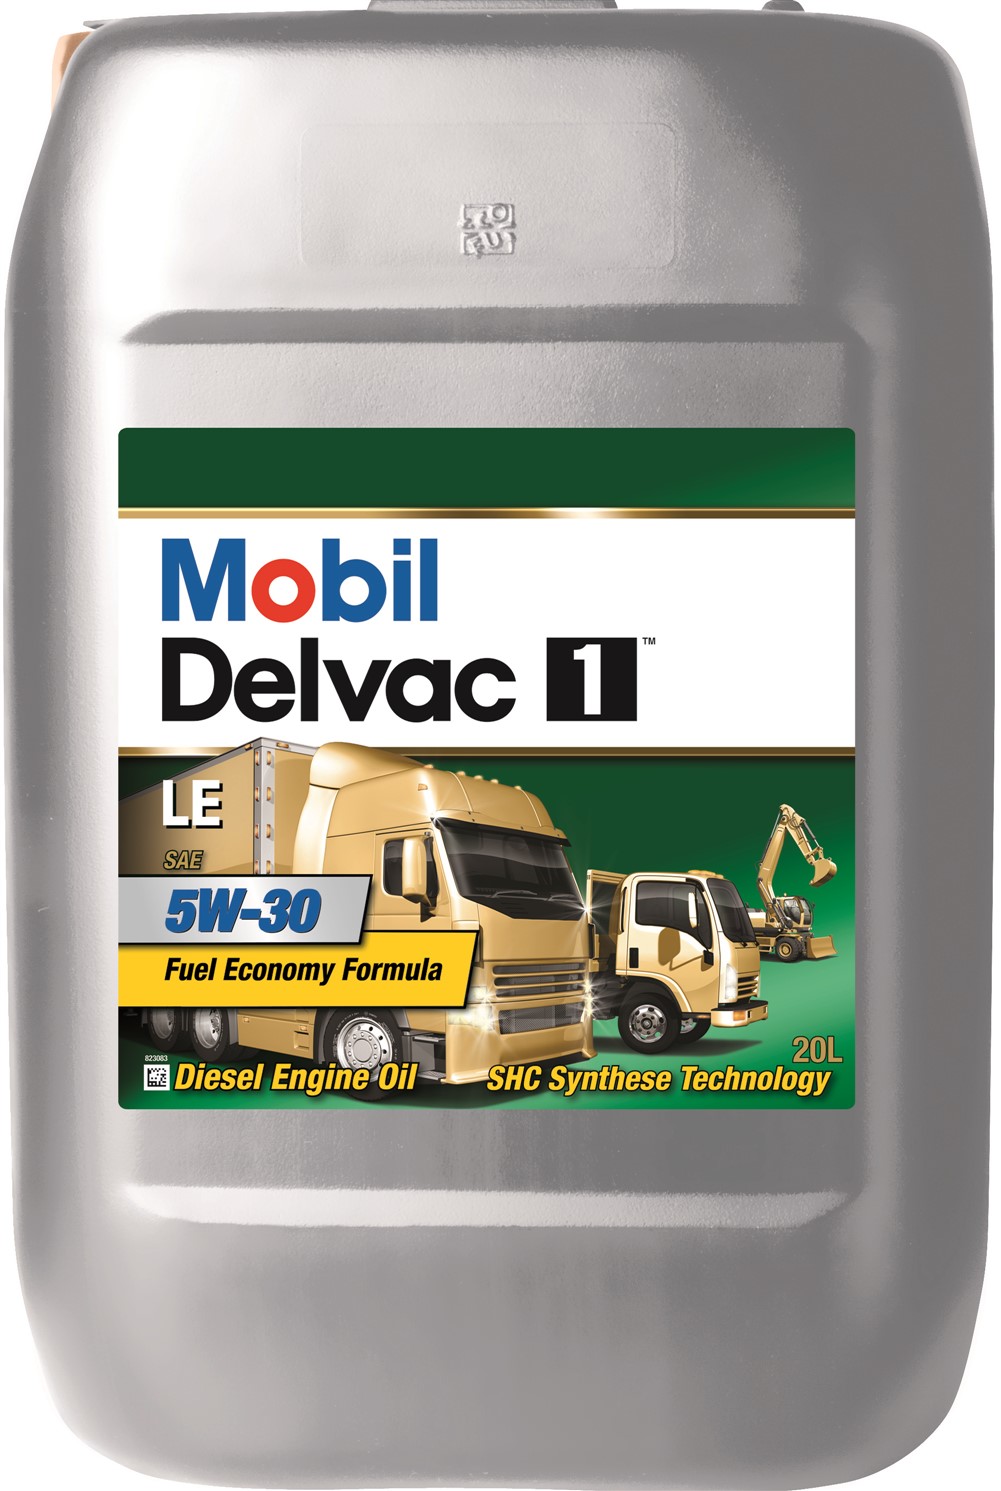 Mobil
Delvac 1™
LE
SAE
5W-30
Fuel Economy Formula
20L
823083
Diesel Engine Oil
SHC Synthese Technology